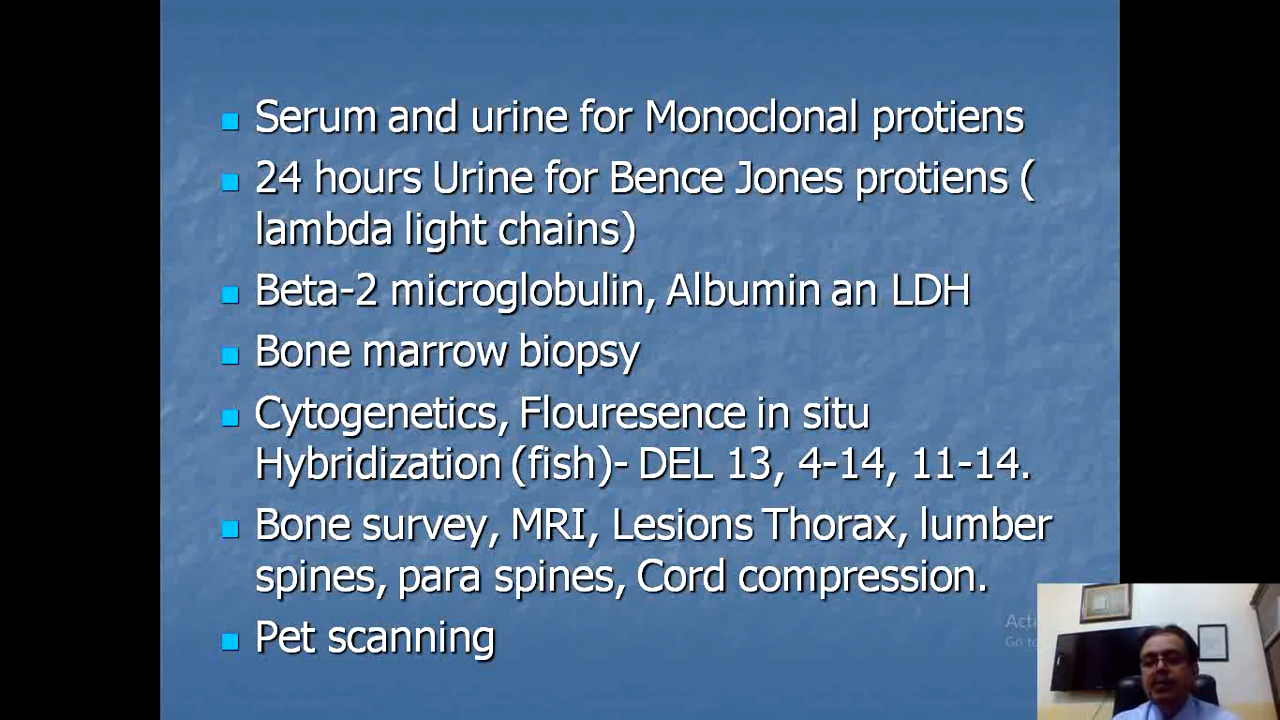 Serum and urine for Monoclonal protiens
24 hours Urine for Bence Jones protiens (
lambda light chains)
Beta-2 microglobulin, Albumin an LDH
Bone marrow biopsy
Cytogenetics, Flouresence in situ
Hybridization (fish)- DEL 13, 4-14, 11-14.
Bone survey, MRI, Lesions Thorax, lumber
spines, para spines, Cord compression.
Pet scanning
Acti
Go to